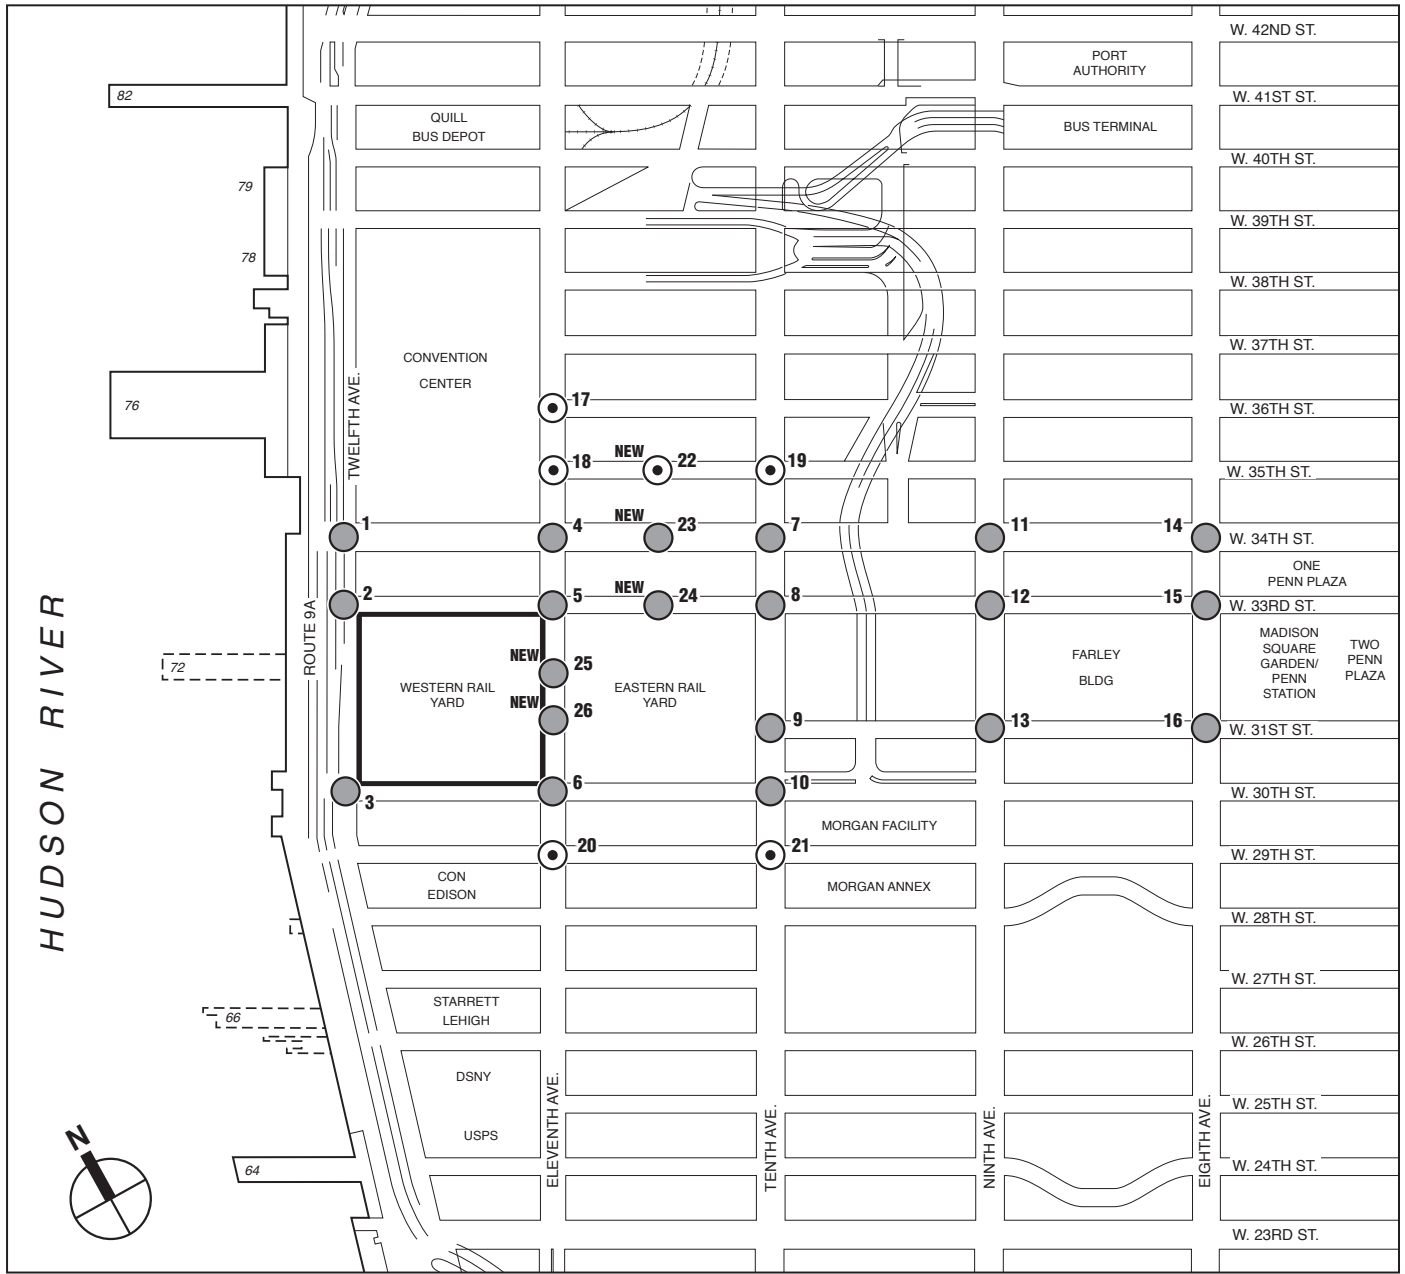 W. 42ND ST.
PORT
AUTHORITY
82
W. 41ST ST.
QUILL
BUS DEPOT
BUS TERMINAL
W. 40TH ST.
79
W. 39TH ST.
78
W. 38TH ST.
W. 37TH ST.
CONVENTION
CENTER
76
TWELFTH AVE.
17
W. 36TH ST.
18
NEW
22
19
W. 35TH ST.
1
4
NEW
23
7
11
14
W. 34TH ST.
ONE
PENN PLAZA
2
5
NEW
24
8
12
15
W. 33RD ST.
HUDSON RIVER
ROUTE 9A
72
WESTERN RAIL
YARD
NEW
25
NEW
26
EASTERN RAIL
YARD
FARLEY
BLDG
MADISON
SQUARE
GARDEN/
PENN
STATION
TWO
PENN
PLAZA
9
13
16
W. 31ST ST.
3
6
10
W. 30TH ST.
MORGAN FACILITY
20
21
W. 29TH ST.
CON
EDISON
MORGAN ANNEX
W. 28TH ST.
W. 27TH ST.
STARRETT
LEHIGH
66
W. 26TH ST.
DSNY
W. 25TH ST.
USPS
ELEVENTH AVE.
TENTH AVE.
NINTH AVE.
EIGHTH AVE.
N
64
W. 24TH ST.
W. 23RD ST.